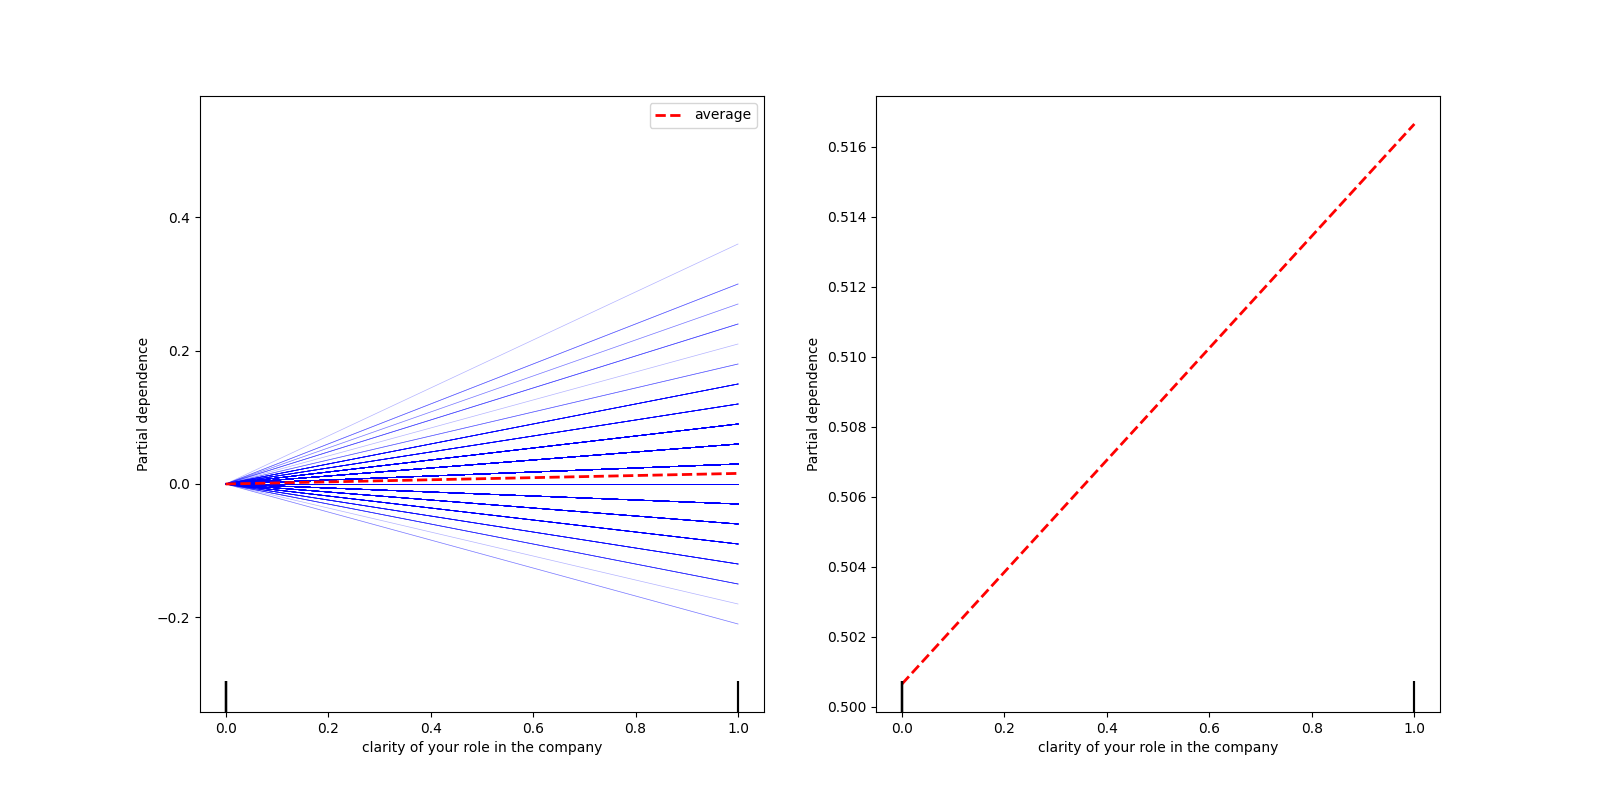 average
Partial dependence
0.4
0.2
0.0
−0.2
0.0 0.2 0.4 0.6 0.8 1.0
clarity of your role in the company
Partial dependence
0.516
0.514
0.512
0.510
0.508
0.506
0.504
0.502
0.500
0.0 0.2 0.4 0.6 0.8 1.0
clarity of your role in the company